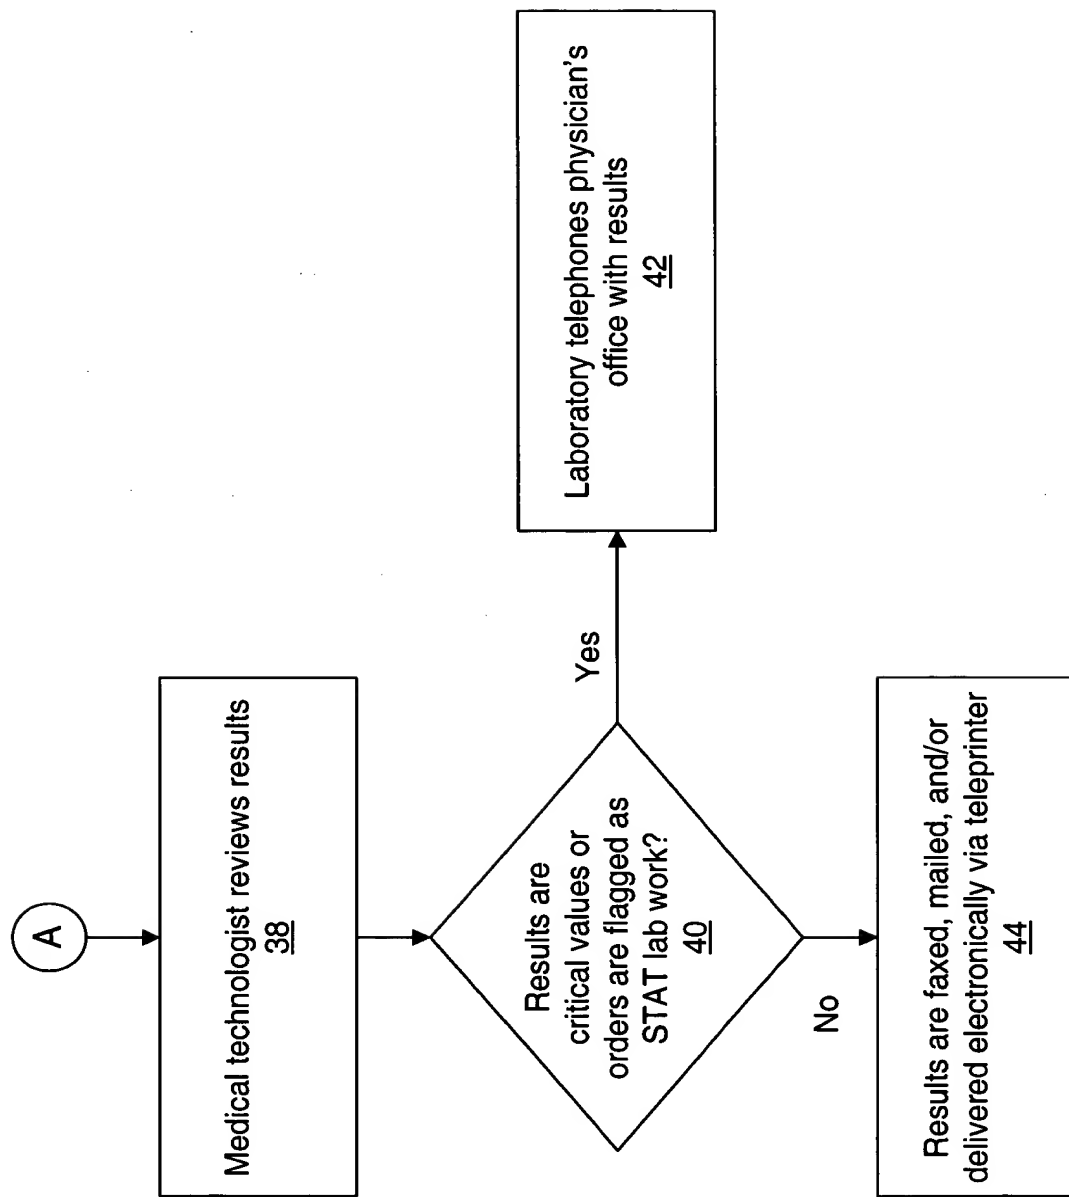 A
Medical technologist reviews results
38
Results are
critical values or
orders are flagged as
STAT lab work?
40
Yes
Laboratory telephones physician's
office with results
42
No
Results are faxed, mailed, and/or
delivered electronically via teleprinter
44